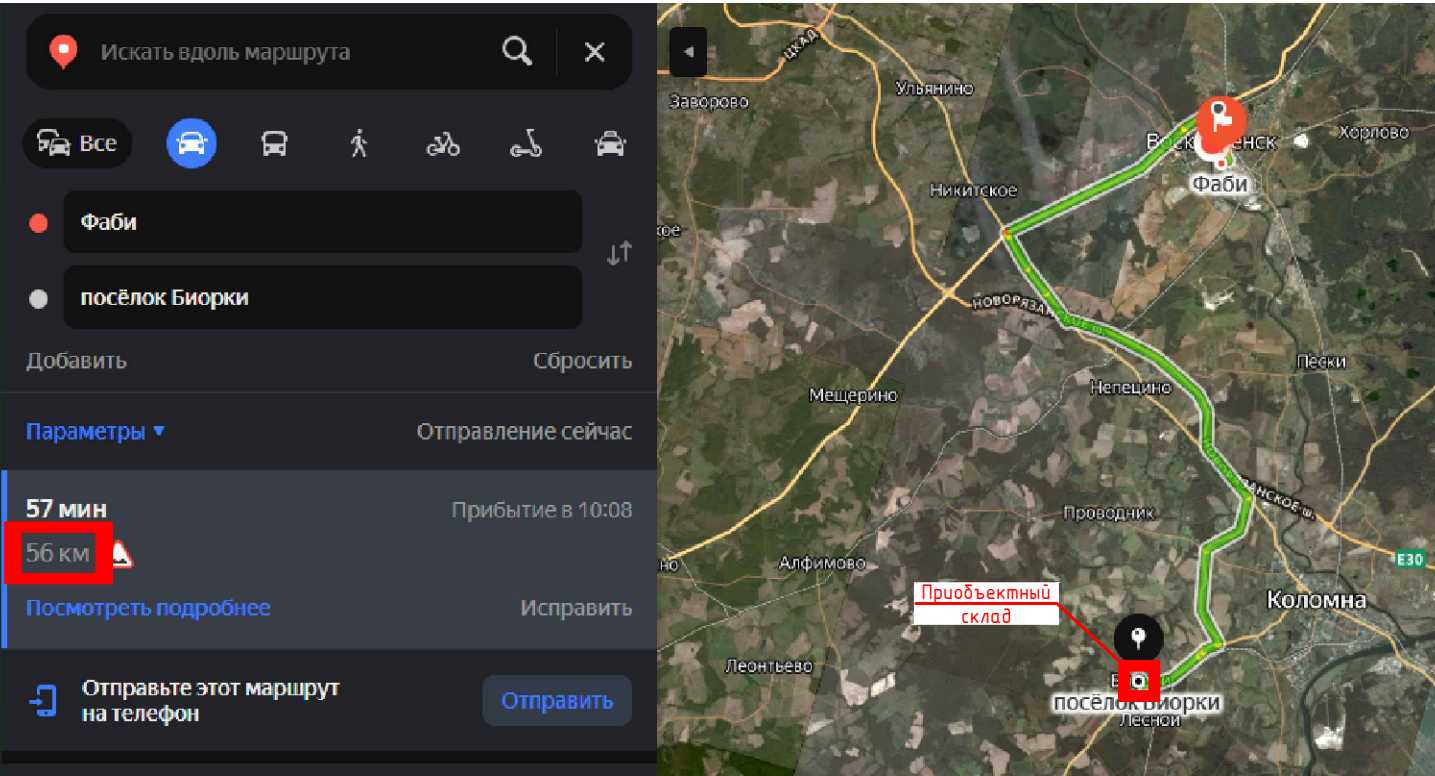 Искать вдоль маршрута
Все
Фаби
посёлок Биорки
Добавить
Сбросить
Параметры
Отправление сейчас
57 мин
Прибытие в 10:08
56 км
Посмотреть подробнее
Исправить
Отправьте этот маршрут
на телефон
Отправить
ЦКАД
Ульянино
Заворово
Хорлово
Фаби
Никитское
НОВОРЯЗАНСКОЕ Ш.
Пески
Непецино
Мещерино
Проводник
Алфимово
E30
Приобъектный
склад
Коломна
Леонтьево
посёлок Биорки
Лесной